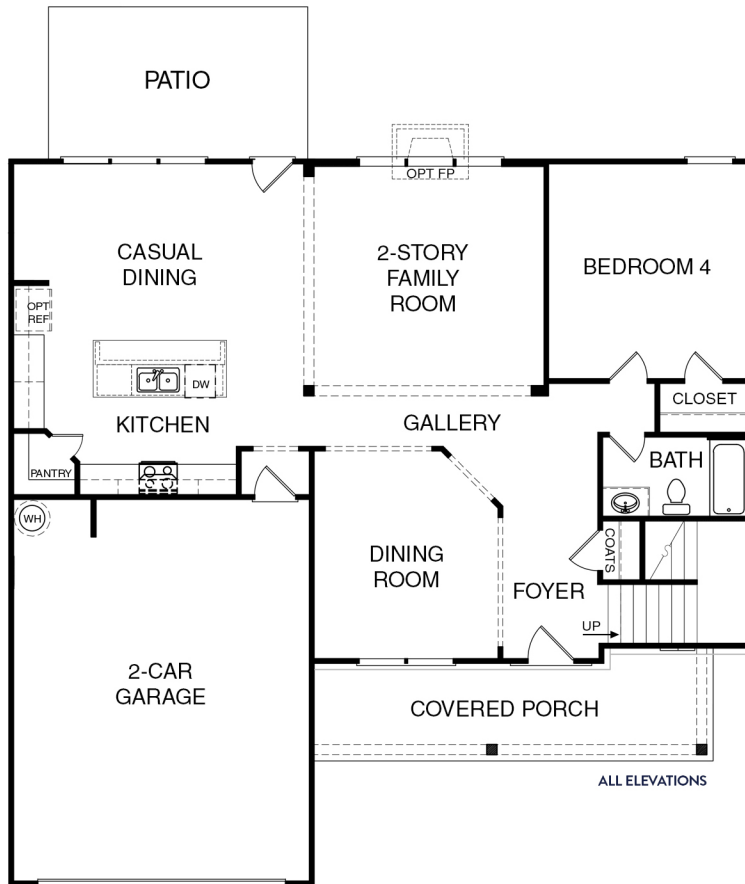 PATIO
OPT FP
CASUAL
DINING
2-STORY
FAMILY
ROOM
BEDROOM 4
OPT
REF
DW
CLOSET
KITCHEN
GALLERY
BATH
PANTRY
WH
COATS
DINING
ROOM
FOYER
UP
2-CAR
GARAGE
COVERED PORCH
ALL ELEVATIONS